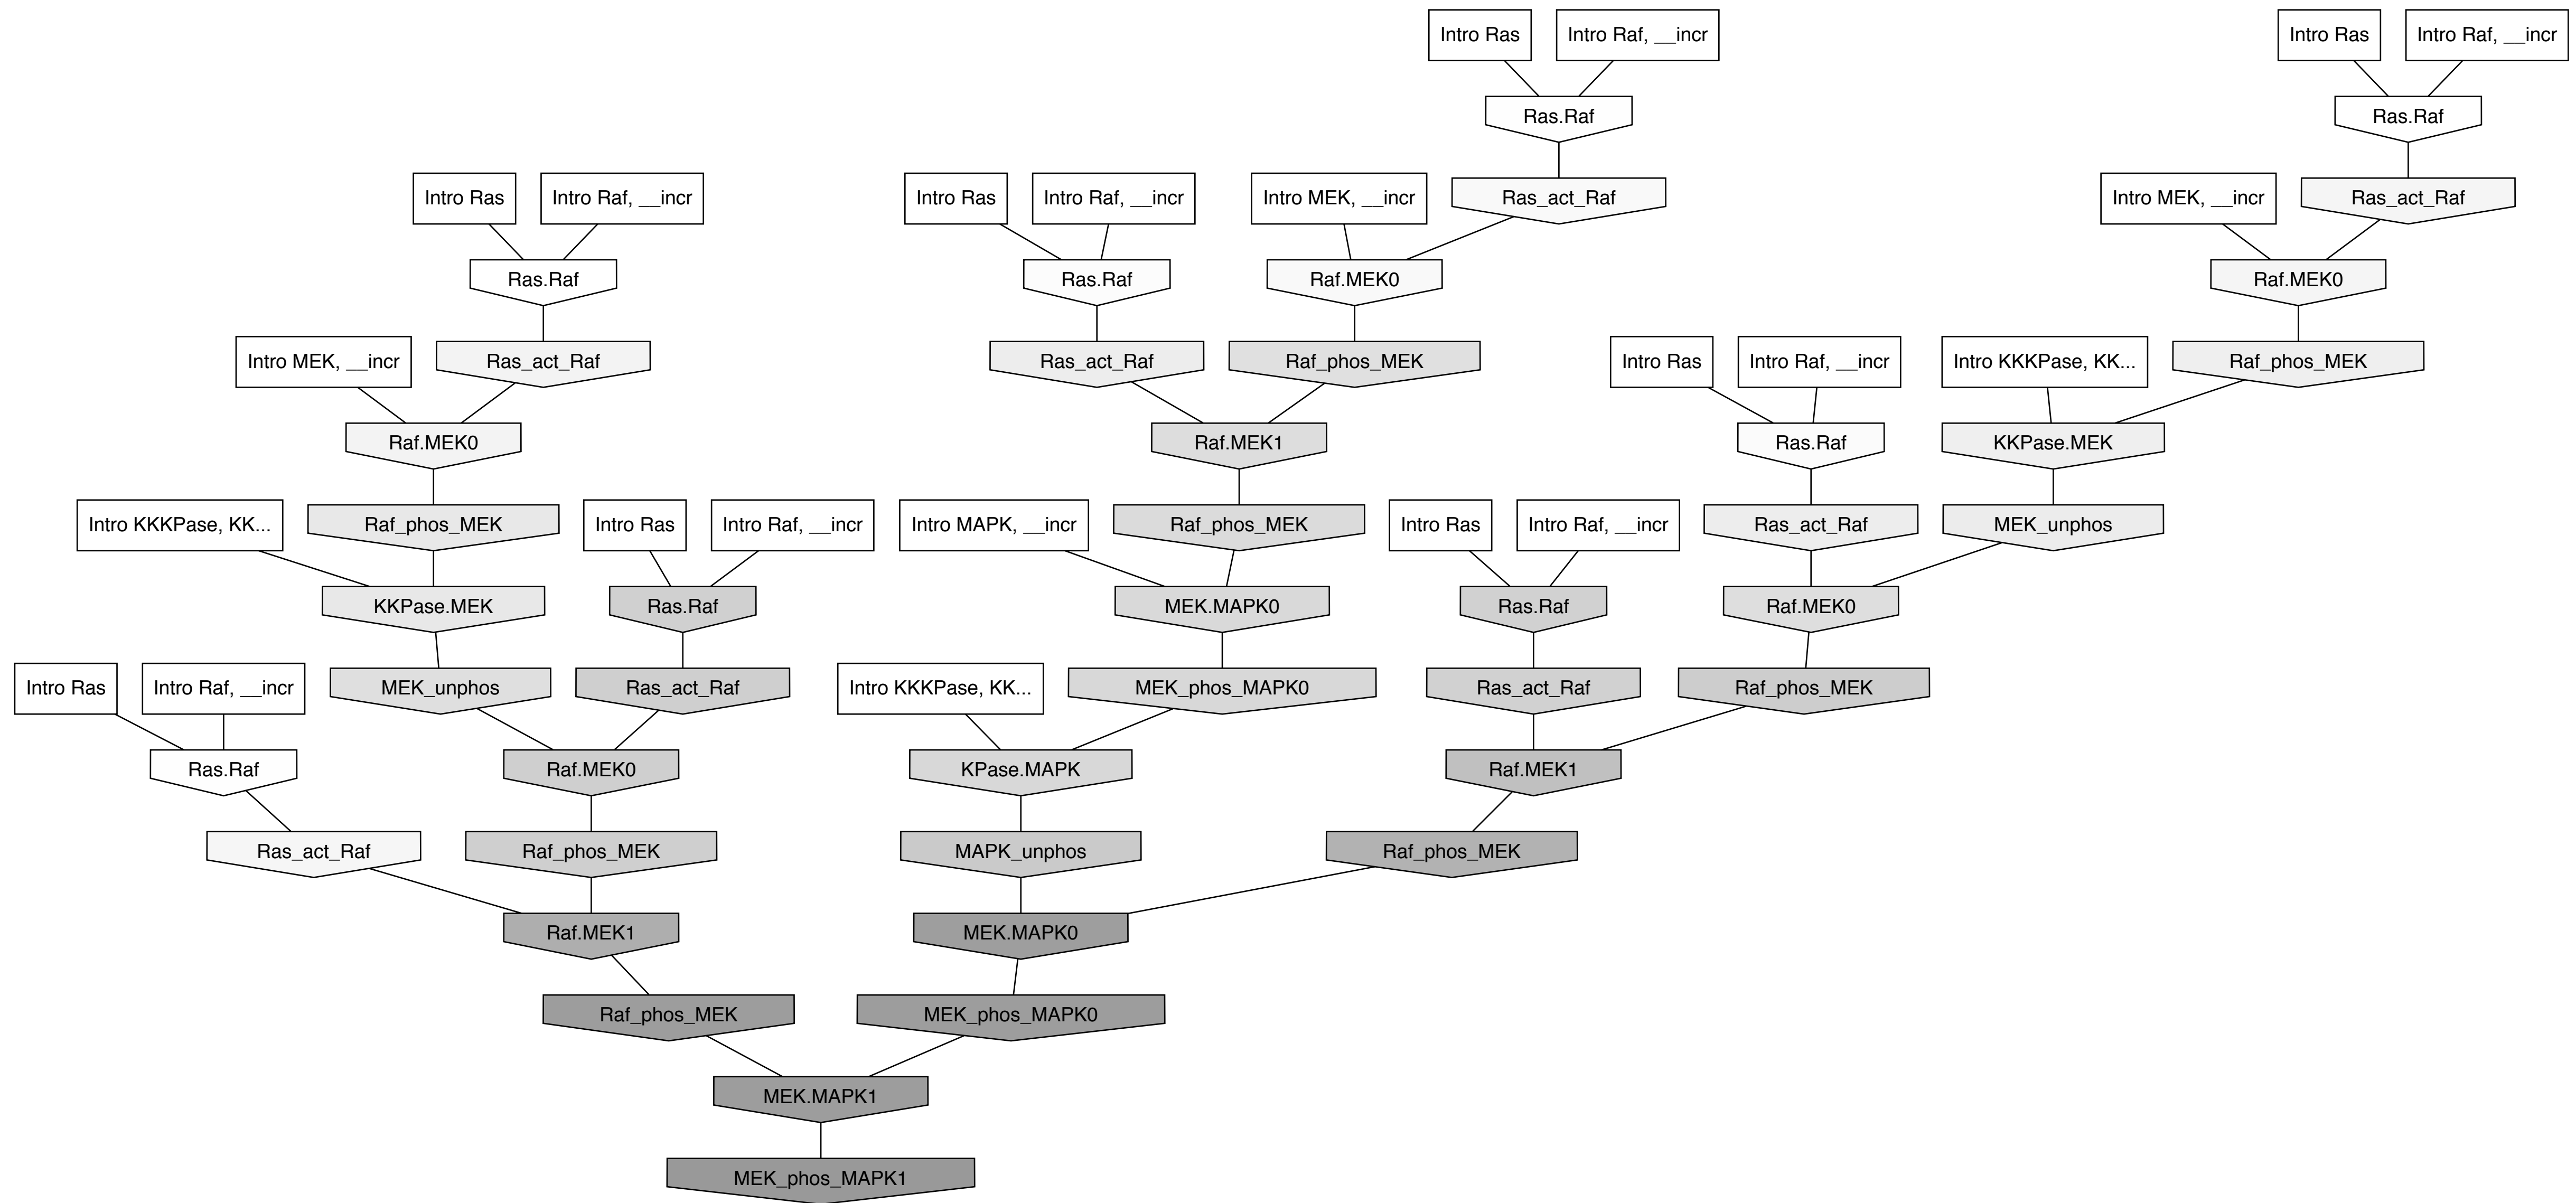 Intro Ras
Intro Raf, __incr
Intro Ras
Intro Raf, __incr
Ras.Raf
Ras.Raf
Intro Ras
Intro Raf, __incr
Intro Ras
Intro Raf, __incr
Intro MEK, __incr
Ras_act_Raf
Intro MEK, __incr
Ras_act_Raf
Ras.Raf
Ras.Raf
Raf.MEK0
Raf.MEK0
Intro MEK, __incr
Ras_act_Raf
Ras_act_Raf
Raf_phos_MEK
Intro Ras
Intro Raf, __incr
Intro KKKPase, KK...
Raf_phos_MEK
Raf.MEK0
Raf.MEK1
Ras.Raf
KKPase.MEK
Intro KKKPase, KK...
Raf_phos_MEK
Intro Ras
Intro Raf, __incr
Intro MAPK, __incr
Raf_phos_MEK
Intro Ras
Intro Raf, __incr
Ras_act_Raf
MEK_unphos
KKPase.MEK
Ras.Raf
MEK.MAPK0
Ras.Raf
Raf.MEK0
Intro Ras
Intro Raf, __incr
MEK_unphos
Ras_act_Raf
Intro KKKPase, KK...
MEK_phos_MAPK0
Ras_act_Raf
Raf_phos_MEK
Ras.Raf
Raf.MEK0
KPase.MAPK
Raf.MEK1
Ras_act_Raf
Raf_phos_MEK
MAPK_unphos
Raf_phos_MEK
Raf.MEK1
MEK.MAPK0
Raf_phos_MEK
MEK_phos_MAPK0
MEK.MAPK1
MEK_phos_MAPK1